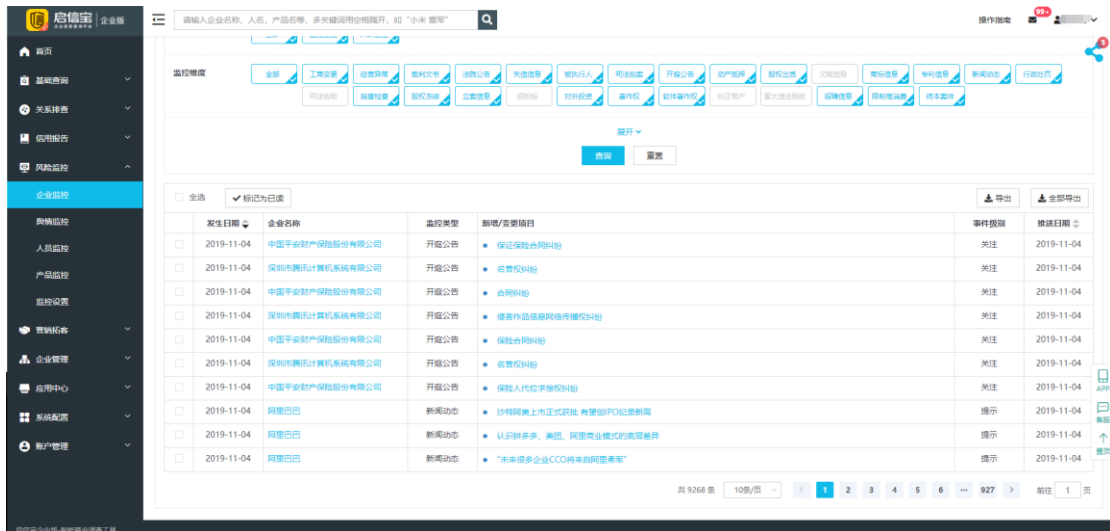 启信宝 企业版
请输入企业名称、人名、产品名等，多关键词用空格隔开，如 "小米 雷军"
操作指南 99+
首页
基础查询
关系排查
信用报告
风险监控
企业监控
舆情监控
人员监控
产品监控
监控设置
营销拓客
企业管理
应用中心
系统配置
账户管理
监控维度
全部 工商变更 经营异常 裁判文书 法院公告 失信信息 被执行人 司法拍卖 开庭公告 动产抵押 股权出质 欠税信息 商标信息 专利信息 新闻动态 行政处罚
司法协助 抽查检查 股权冻结 立案信息 招投标 对外投资 著作权 软件著作权 非正常户 重大违法税收 招聘信息 限制高消费 终本案件
展开
查询 重置
全选 标记为已读 导出 全部导出
发生日期 企业名称 监控类型 新增/变更项目 事件级别 推送日期
2019-11-04 中国平安财产保险股份有限公司 开庭公告 保证保险合同纠纷 关注 2019-11-04
2019-11-04 深圳市腾讯计算机系统有限公司 开庭公告 名誉权纠纷 关注 2019-11-04
2019-11-04 中国平安财产保险股份有限公司 开庭公告 合同纠纷 关注 2019-11-04
2019-11-04 深圳市腾讯计算机系统有限公司 开庭公告 侵害作品信息网络传播权纠纷 关注 2019-11-04
2019-11-04 中国平安财产保险股份有限公司 开庭公告 保险合同纠纷 关注 2019-11-04
2019-11-04 深圳市腾讯计算机系统有限公司 开庭公告 名誉权纠纷 关注 2019-11-04
2019-11-04 中国平安财产保险股份有限公司 开庭公告 保险人代位求偿权纠纷 关注 2019-11-04
2019-11-04 阿里巴巴 新闻动态 沙特阿美上市正式获批 有望创IPO纪录新高 提示 2019-11-04
2019-11-04 阿里巴巴 新闻动态 认识拼多多、美团、阿里商业模式的底层差异 提示 2019-11-04
2019-11-04 阿里巴巴 新闻动态 "未来很多企业CCO将来自阿里柔军" 提示 2019-11-04
共 9268 条 10条/页 1 2 3 4 5 6 ··· 927 前往 1 页
APP
客服
置顶